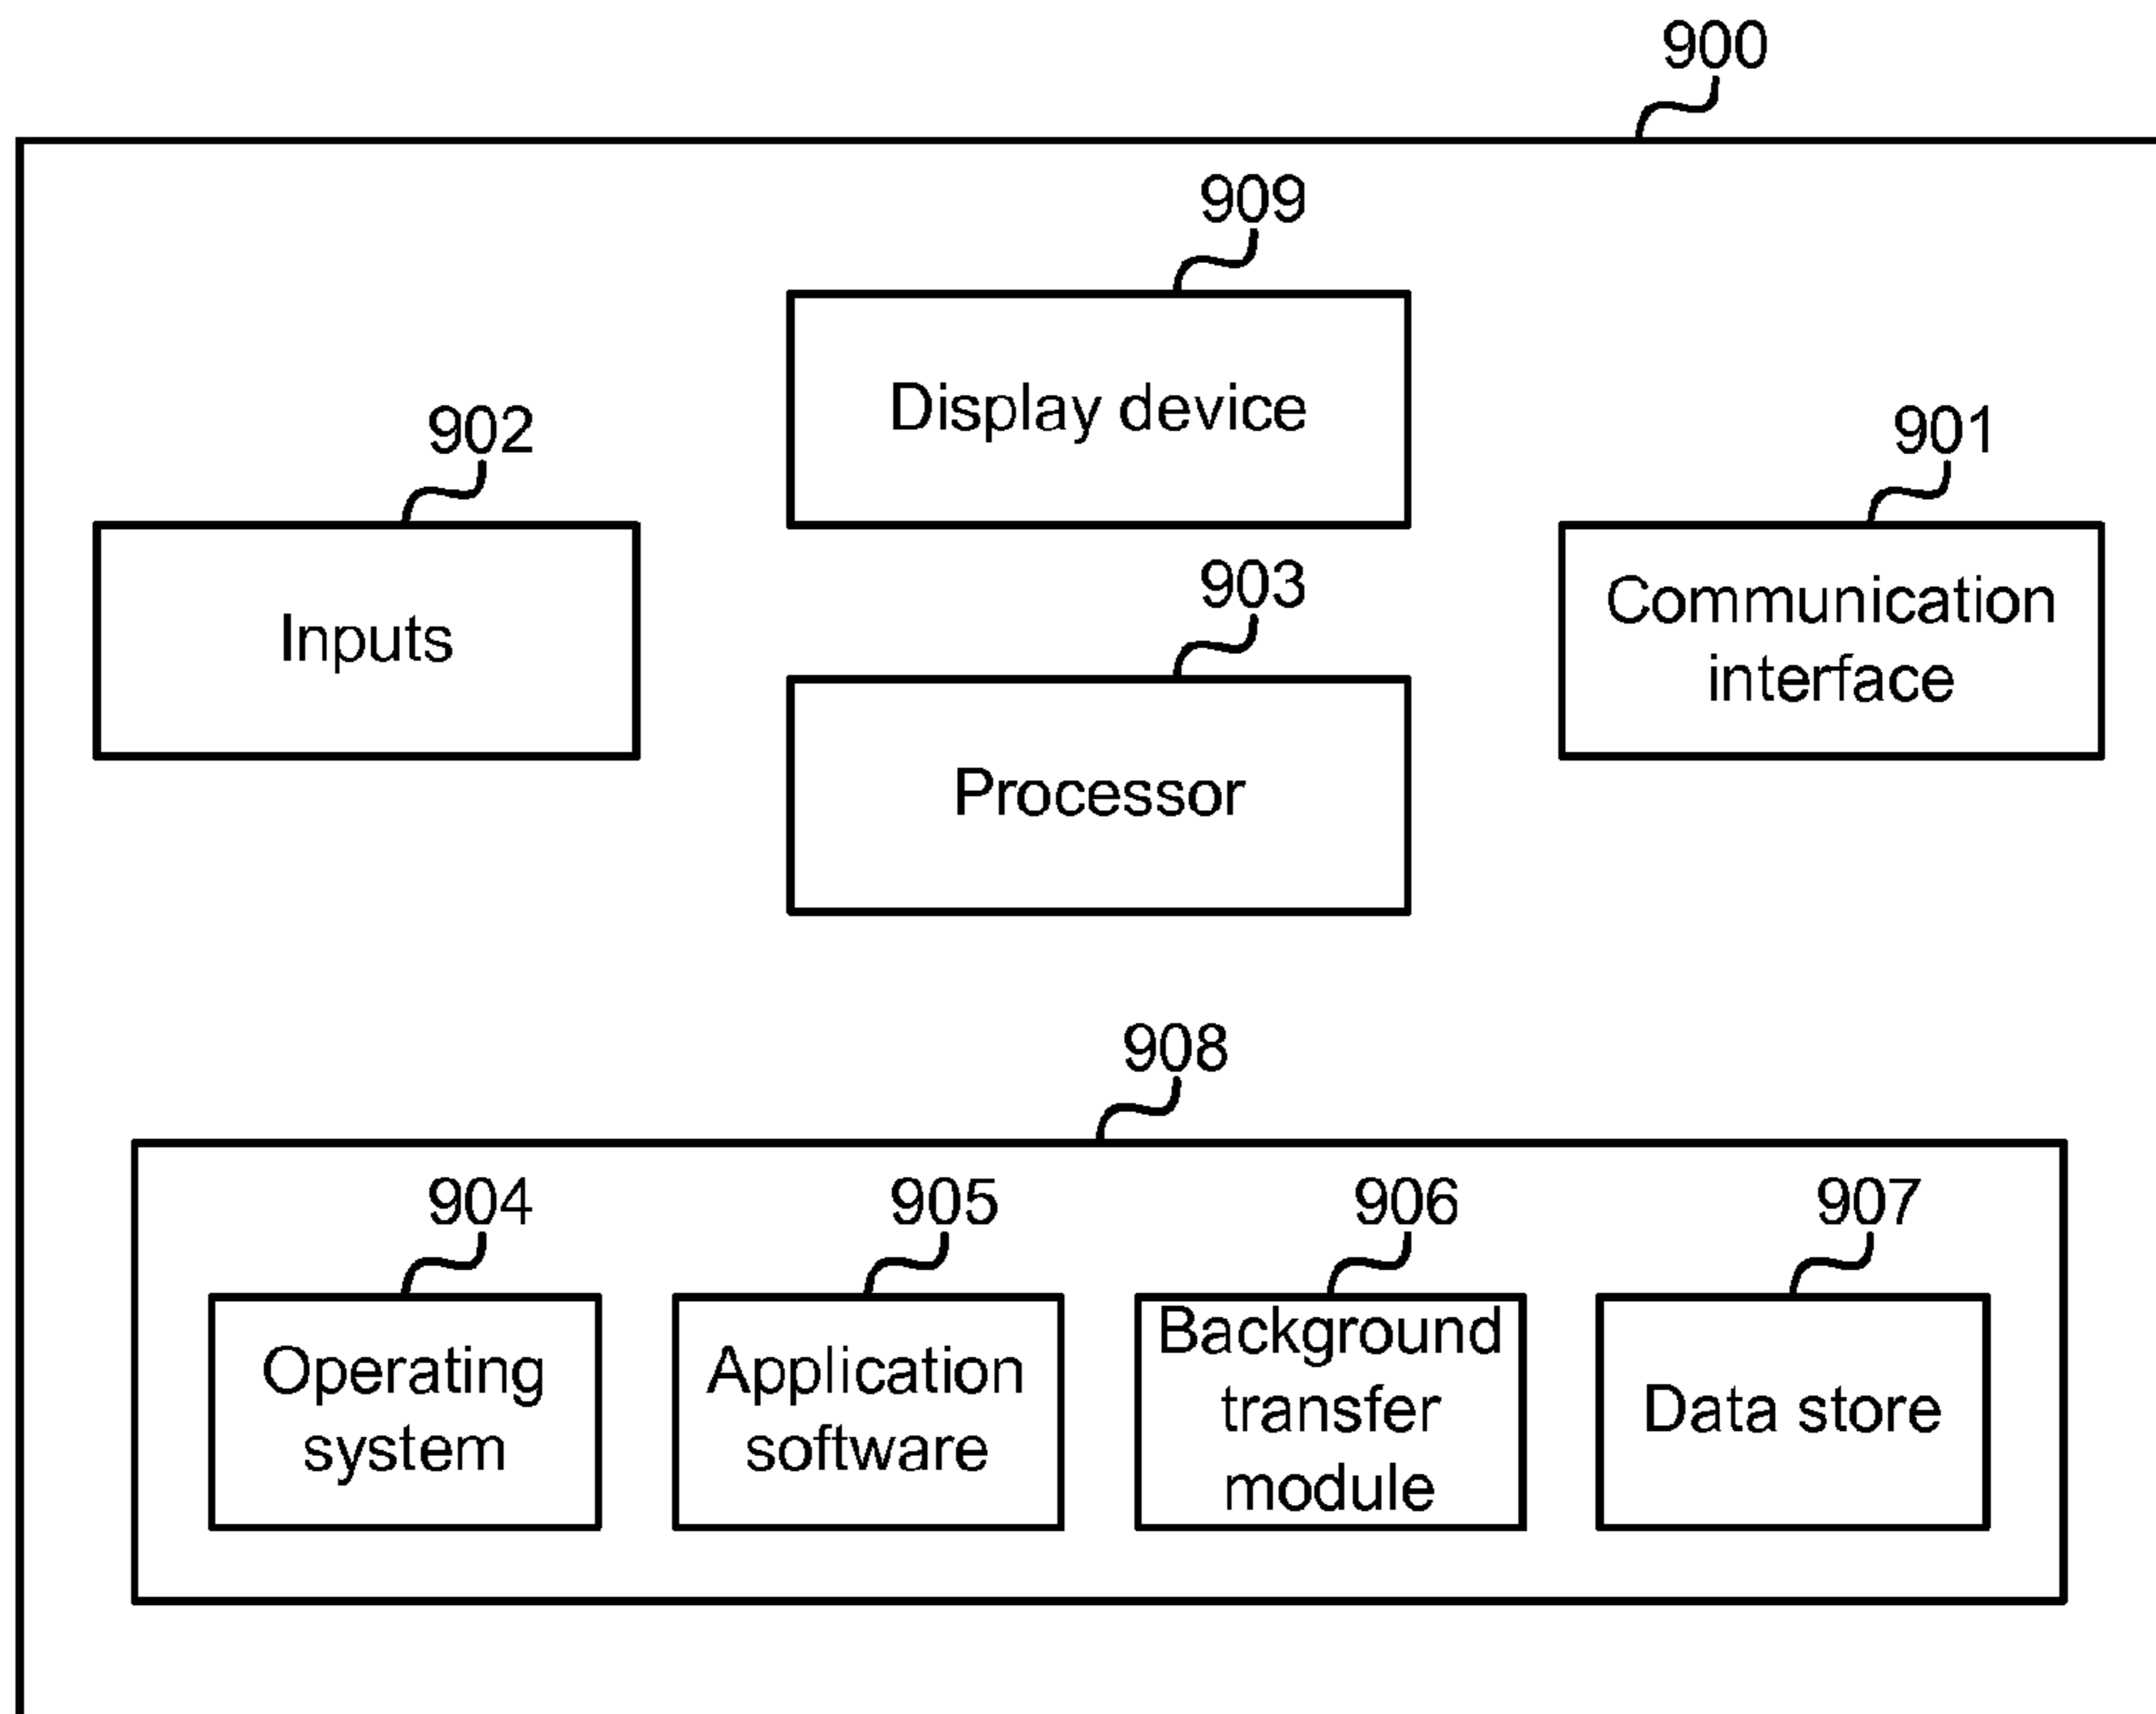 900
909
Display device
902
901
Inputs
903
Communication
interface
Processor
908
904
905
906
907
Operating
system
Application
software
Background
transfer
module
Data store